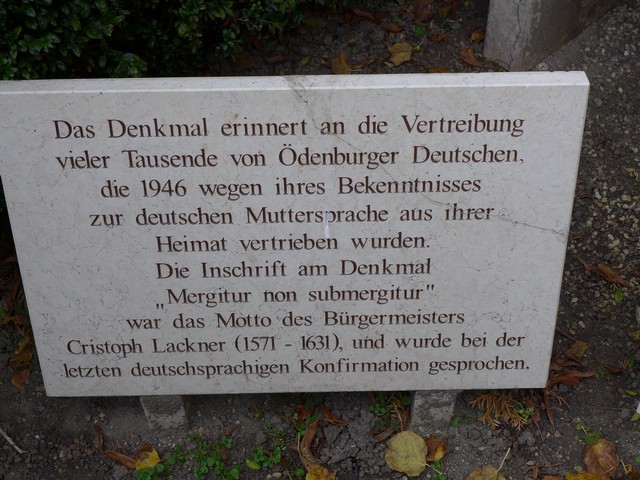 Das Denkmal erinnert an die Vertreibung
vieler Tausende von Ödenburger Deutschen,
die 1946 wegen ihres Bekenntnisses
zur deutschen Muttersprache aus ihrer
Heimat vertrieben wurden.
Die Inschrift am Denkmal
„Mergitur non submergitur"
war das Motto des Bürgermeisters
Cristoph Lackner (1571 - 1631), und wurde bei der
letzten deutschsprachigen Konfirmation gesprochen.